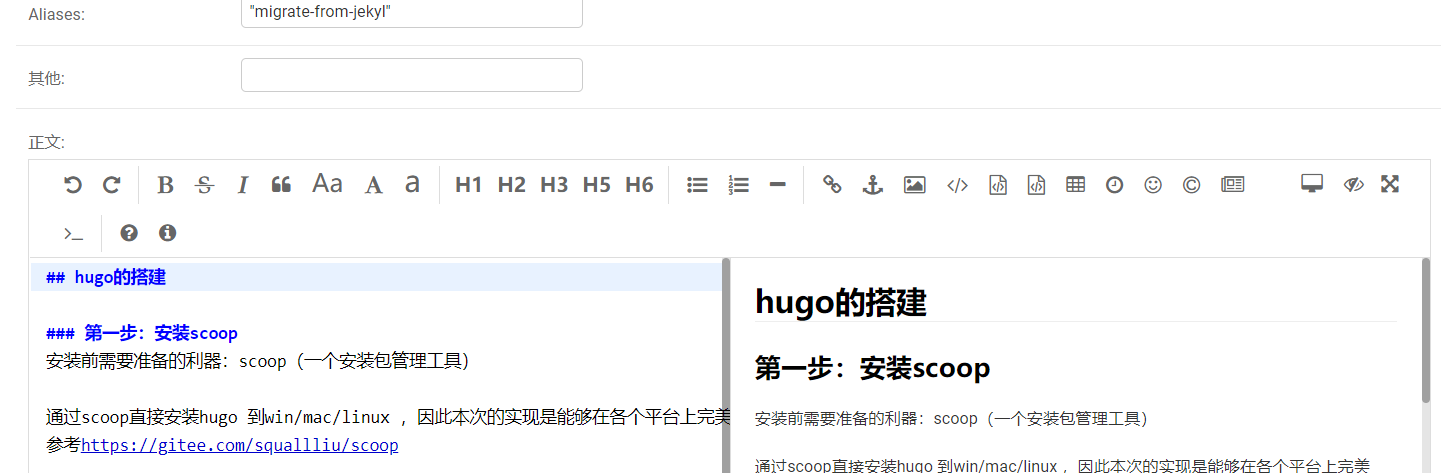 Aliases:
"migrate-from-jekyl"
其他:
正文:
B S I Aa A a H1 H2 H3 H5 H6
## hugo的搭建
### 第一步：安装scoop
安装前需要准备的利器：scoop（一个安装包管理工具）
通过scoop直接安装hugo 到win/mac/linux ，因此本次的实现是能够在各个平台上完美
参考https://gitee.com/squallliu/scoop
hugo的搭建
第一步：安装scoop
安装前需要准备的利器：scoop（一个安装包管理工具）
通过scoop直接安装hugo 到win/mac/linux ，因此本次的实现是能够在各个平台上完美